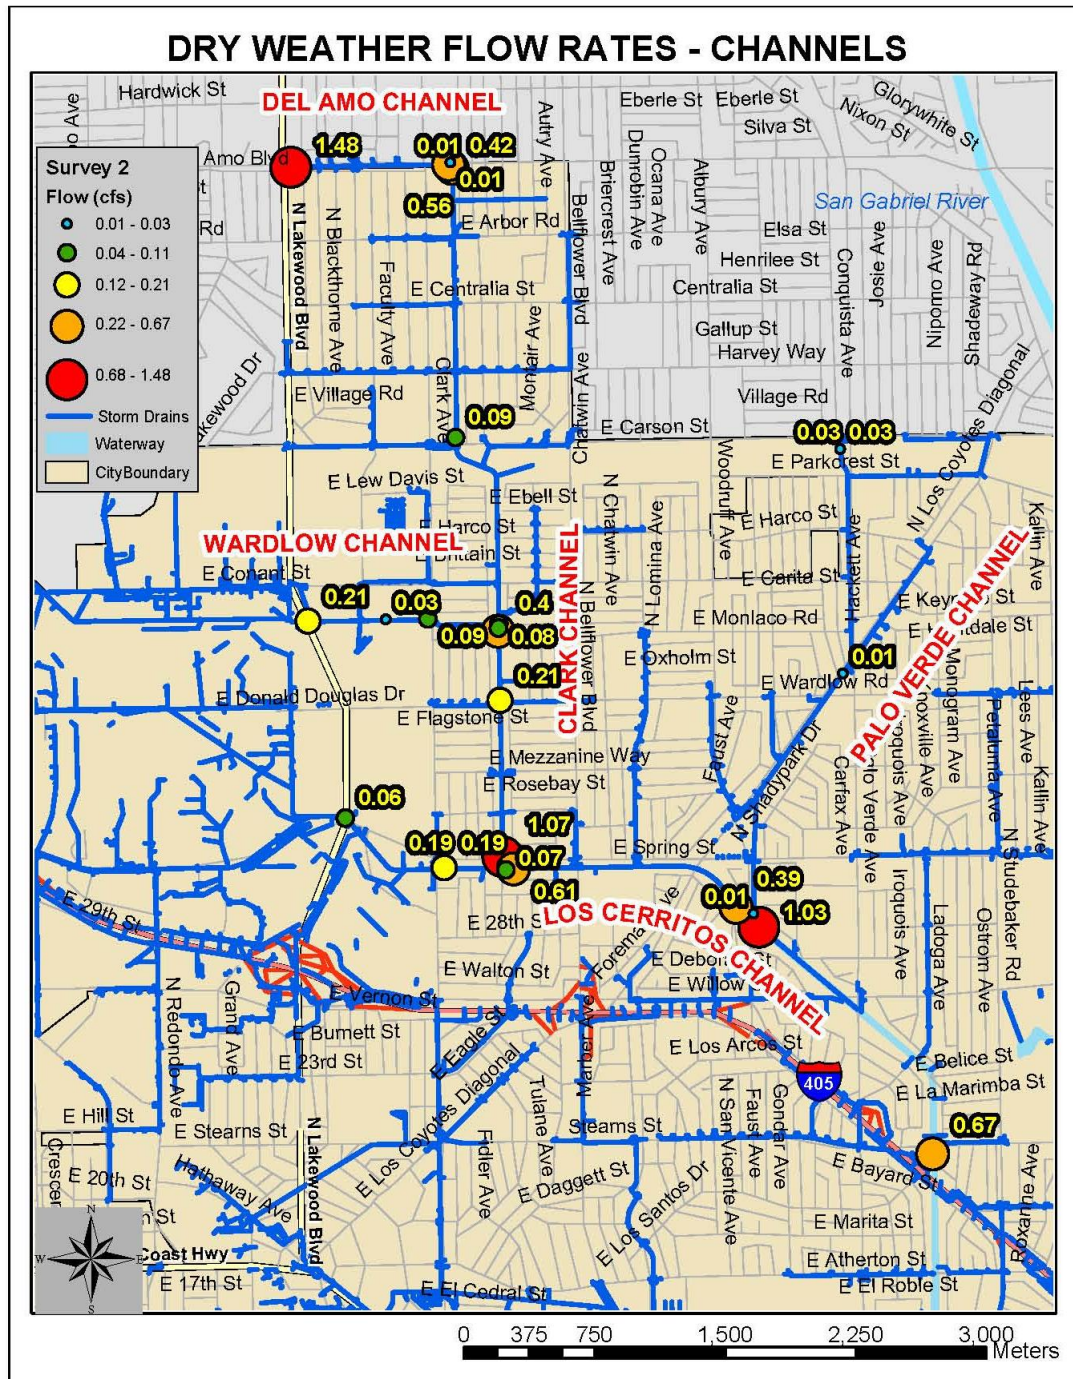 DRY WEATHER FLOW RATES - CHANNELS
Hardwick St
DEL AMO CHANNEL
Autry Ave
Eberle St
Eberle St
Silva St
Nixon St
Glorywhite St
Amo Blvd
1.48
0.01
0.42
0.01
0.56
Survey 2
Flow (cfs)
0.01 - 0.03
0.04 - 0.11
0.12 - 0.21
0.22 - 0.67
0.68 - 1.48
Storm Drains
Waterway
CityBoundary
Rd
N Lakewood Blvd
N Blackthorne Ave
Faculty Ave
E Arbor Rd
E Centralia St
Clark Ave
Montair Ave
Bellflower Blvd
Chatwin Ave
Briercrest Ave
Dunrobin Ave
Ocana Ave
Albury Ave
San Gabriel River
Elsa St
Henrilee St
Centralia St
Gallup St
Harvey Way
Village Rd
Conquista Ave
Josie Ave
Nipomo Ave
Shadeway Rd
E Village Rd
0.09
E Carson St
0.03
0.03
E Parkcrest St
N Los Coyotes Diagonal
E Lew Davis St
E Ebell St
E Harco St
N Chatwin Ave
N Lomina Ave
Woodruff Ave
E Harco St
Kallin Ave
WARDLOW CHANNEL
E Conant St
CLARK CHANNEL
N Bellflower Blvd
E Carita St
Hackett Ave
PALO VERDE CHANNEL
0.21
0.03
0.4
0.09
0.08
E Monlaco Rd
E Oxholm St
0.01
E Wardlow Rd
0.21
E Donald Douglas Dr
E Flagstone St
E Mezzanine Way
E Rosebay St
Faust Ave
N Shadypark Dr
Carfax Ave
Iroquois Ave
Monogram Ave
Petaluma Ave
Lees Ave
Kallin Ave
0.06
1.07
0.19
0.19
0.07
0.61
E Spring St
0.39
0.01
1.03
Iroquois Ave
Ladoga Ave
Ostrom Ave
N Studebaker Rd
E 29th St
E 28th St
LOS CERRITOS CHANNEL
E Walton St
E Willow
E Vernon St
N Redondo Ave
Grand Ave
E Burnett St
E 23rd St
E Eagle St
E Los Coyotes Diagonal
E Los Arcos St
405
E Belice St
E La Marimba St
E Hill St
E Stearns St
N Lakewood Blvd
Fidler Ave
Tulane Ave
Stearns St
N San Vicente Ave
Faust Ave
Gondar Ave
0.67
E 20th St
Hathaway Ave
E Daggett St
E Los Santos Dr
E Bayard St
E Marita St
Roxanne Ave
N
W
E
S
Coast Hwy
E 17th St
E El Cedral St
E Atherton St
E El Roble St
0 375 750 1,500 2,250 3,000
Meters